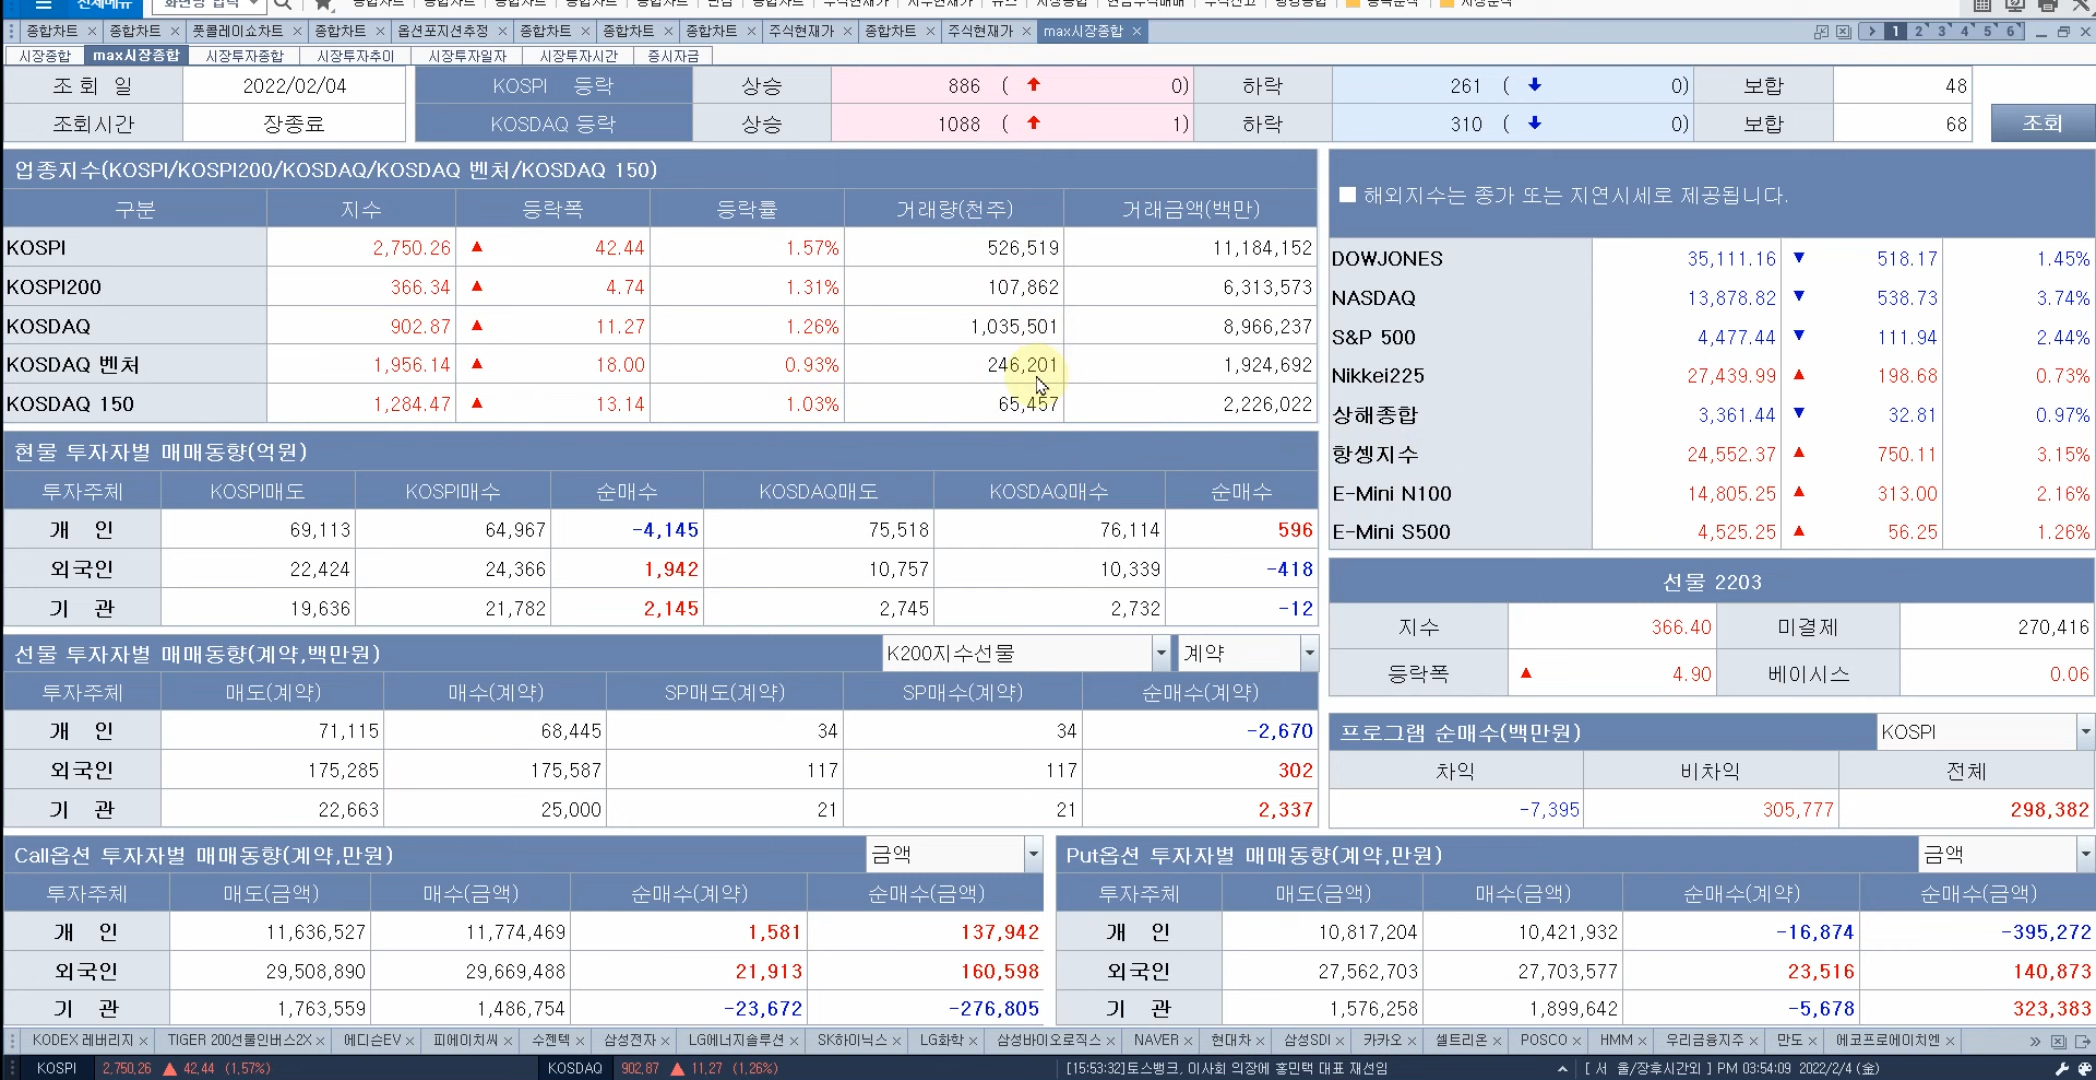 전체메뉴
종합차트 × 종합차트 × 풋콜레이쇼차트 × 종합차트 × 옵션포지션추정 × 종합차트 × 종합차트 × 종합차트 × 주식현재가 × 종합차트 × 주식현재가 × max시장종합 × 1 2 3 4 5 6
시장종합 max시장종합 시장투자종합 시장투자추이 시장투자일자 시장투자시간 증시자금
조 회 일 2022/02/04 KOSPI 등락 상승 886 ( 0) 하락 261 ( 0) 보합 48
조회시간 장종료 KOSDAQ 등락 상승 1088 ( 1) 하락 310 ( 0) 보합 68 조회
업종지수(KOSPI/KOSPI200/KOSDAQ/KOSDAQ 벤처/KOSDAQ 150)
구분 지수 등락폭 등락률 거래량(천주) 거래금액(백만)
KOSPI 2,750.26 ▲ 42.44 1.57% 526,519 11,184,152
KOSPI200 366.34 ▲ 4.74 1.31% 107,862 6,313,573
KOSDAQ 902.87 ▲ 11.27 1.26% 1,035,501 8,966,237
KOSDAQ 벤처 1,956.14 ▲ 18.00 0.93% 246,201 1,924,692
KOSDAQ 150 1,284.47 ▲ 13.14 1.03% 65,457 2,226,022
■ 해외지수는 종가 또는 지연시세로 제공됩니다.
DOWJONES 35,111.16 ▼ 518.17 1.45%
NASDAQ 13,878.82 ▼ 538.73 3.74%
S&P 500 4,477.44 ▼ 111.94 2.44%
Nikkei225 27,439.99 ▲ 198.68 0.73%
상해종합 3,361.44 ▼ 32.81 0.97%
항셍지수 24,552.37 ▲ 750.11 3.15%
E-Mini N100 14,805.25 ▲ 313.00 2.16%
E-Mini S500 4,525.25 ▲ 56.25 1.26%
현물 투자자별 매매동향(억원)
투자주체 KOSPI매도 KOSPI매수 순매수 KOSDAQ매도 KOSDAQ매수 순매수
개 인 69,113 64,967 -4,145 75,518 76,114 596
외국인 22,424 24,366 1,942 10,757 10,339 -418
기 관 19,636 21,782 2,145 2,745 2,732 -12
선물 2203
지수 366.40 미결제 270,416
등락폭 ▲ 4.90 베이시스 0.06
선물 투자자별 매매동향(계약,백만원) K200지수선물 계약
투자주체 매도(계약) 매수(계약) SP매도(계약) SP매수(계약) 순매수(계약)
개 인 71,115 68,445 34 34 -2,670
외국인 175,285 175,587 117 117 302
기 관 22,663 25,000 21 21 2,337
프로그램 순매수(백만원) KOSPI
차익 비차익 전체
-7,395 305,777 298,382
Call옵션 투자자별 매매동향(계약,만원) 금액
투자주체 매도(금액) 매수(금액) 순매수(계약) 순매수(금액)
개 인 11,636,527 11,774,469 1,581 137,942
외국인 29,508,890 29,669,488 21,913 160,598
기 관 1,763,559 1,486,754 -23,672 -276,805
Put옵션 투자자별 매매동향(계약,만원) 금액
투자주체 매도(금액) 매수(금액) 순매수(계약) 순매수(금액)
개 인 10,817,204 10,421,932 -16,874 -395,272
외국인 27,562,703 27,703,577 23,516 140,873
기 관 1,576,258 1,899,642 -5,678 323,383
KODEX 레버리지 × TIGER 200선물인버스2X × 에디슨EV × 피에이치씨 × 수젠텍 × 삼성전자 × LG에너지솔루션 × SK하이닉스 × LG화학 × 삼성바이오로직스 × NAVER × 현대차 × 삼성SDI × 카카오 × 셀트리온 × POSCO × HMM × 우리금융지주 × 만도 × 에코프로에이치엔 ×
KOSPI 2,750.26 ▲ 42.44 (1.57%) KOSDAQ 902.87 ▲ 11.27 (1.26%) [15:53:32]토스뱅크, 이사회 의장에 홍민택 대표 재선임 [ 서 울/장후시간외 ] PM 03:54:09 2022/2/4 (금)